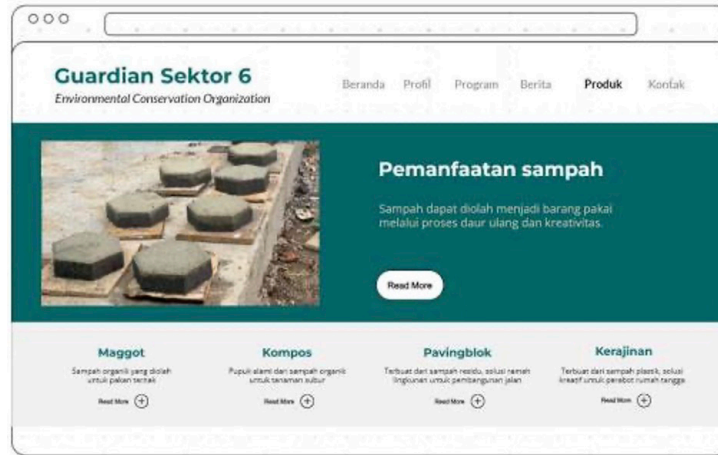 Guardian Sektor 6
Environmental Conservation Organization
Beranda Profil Program Berita Produk Kontak
Pemanfaatan sampah
Sampah dapat diolah menjadi barang pakai
melalui proses daur ulang dan kreativitas.
Read More
Maggot
Sampah organik yang diolah
untuk pakan ternak
Read More
Kompos
Pupuk alami dari sampah organik
untuk tanaman subur
Read More
Pavingblok
Terbuat dari sampah residu, solusi ramah
lingkunan untuk pembangunan jalan
Read More
Kerajinan
Terbuat dari sampah plastik, solusi
kreatif untuk perabot rumah tangga
Read More